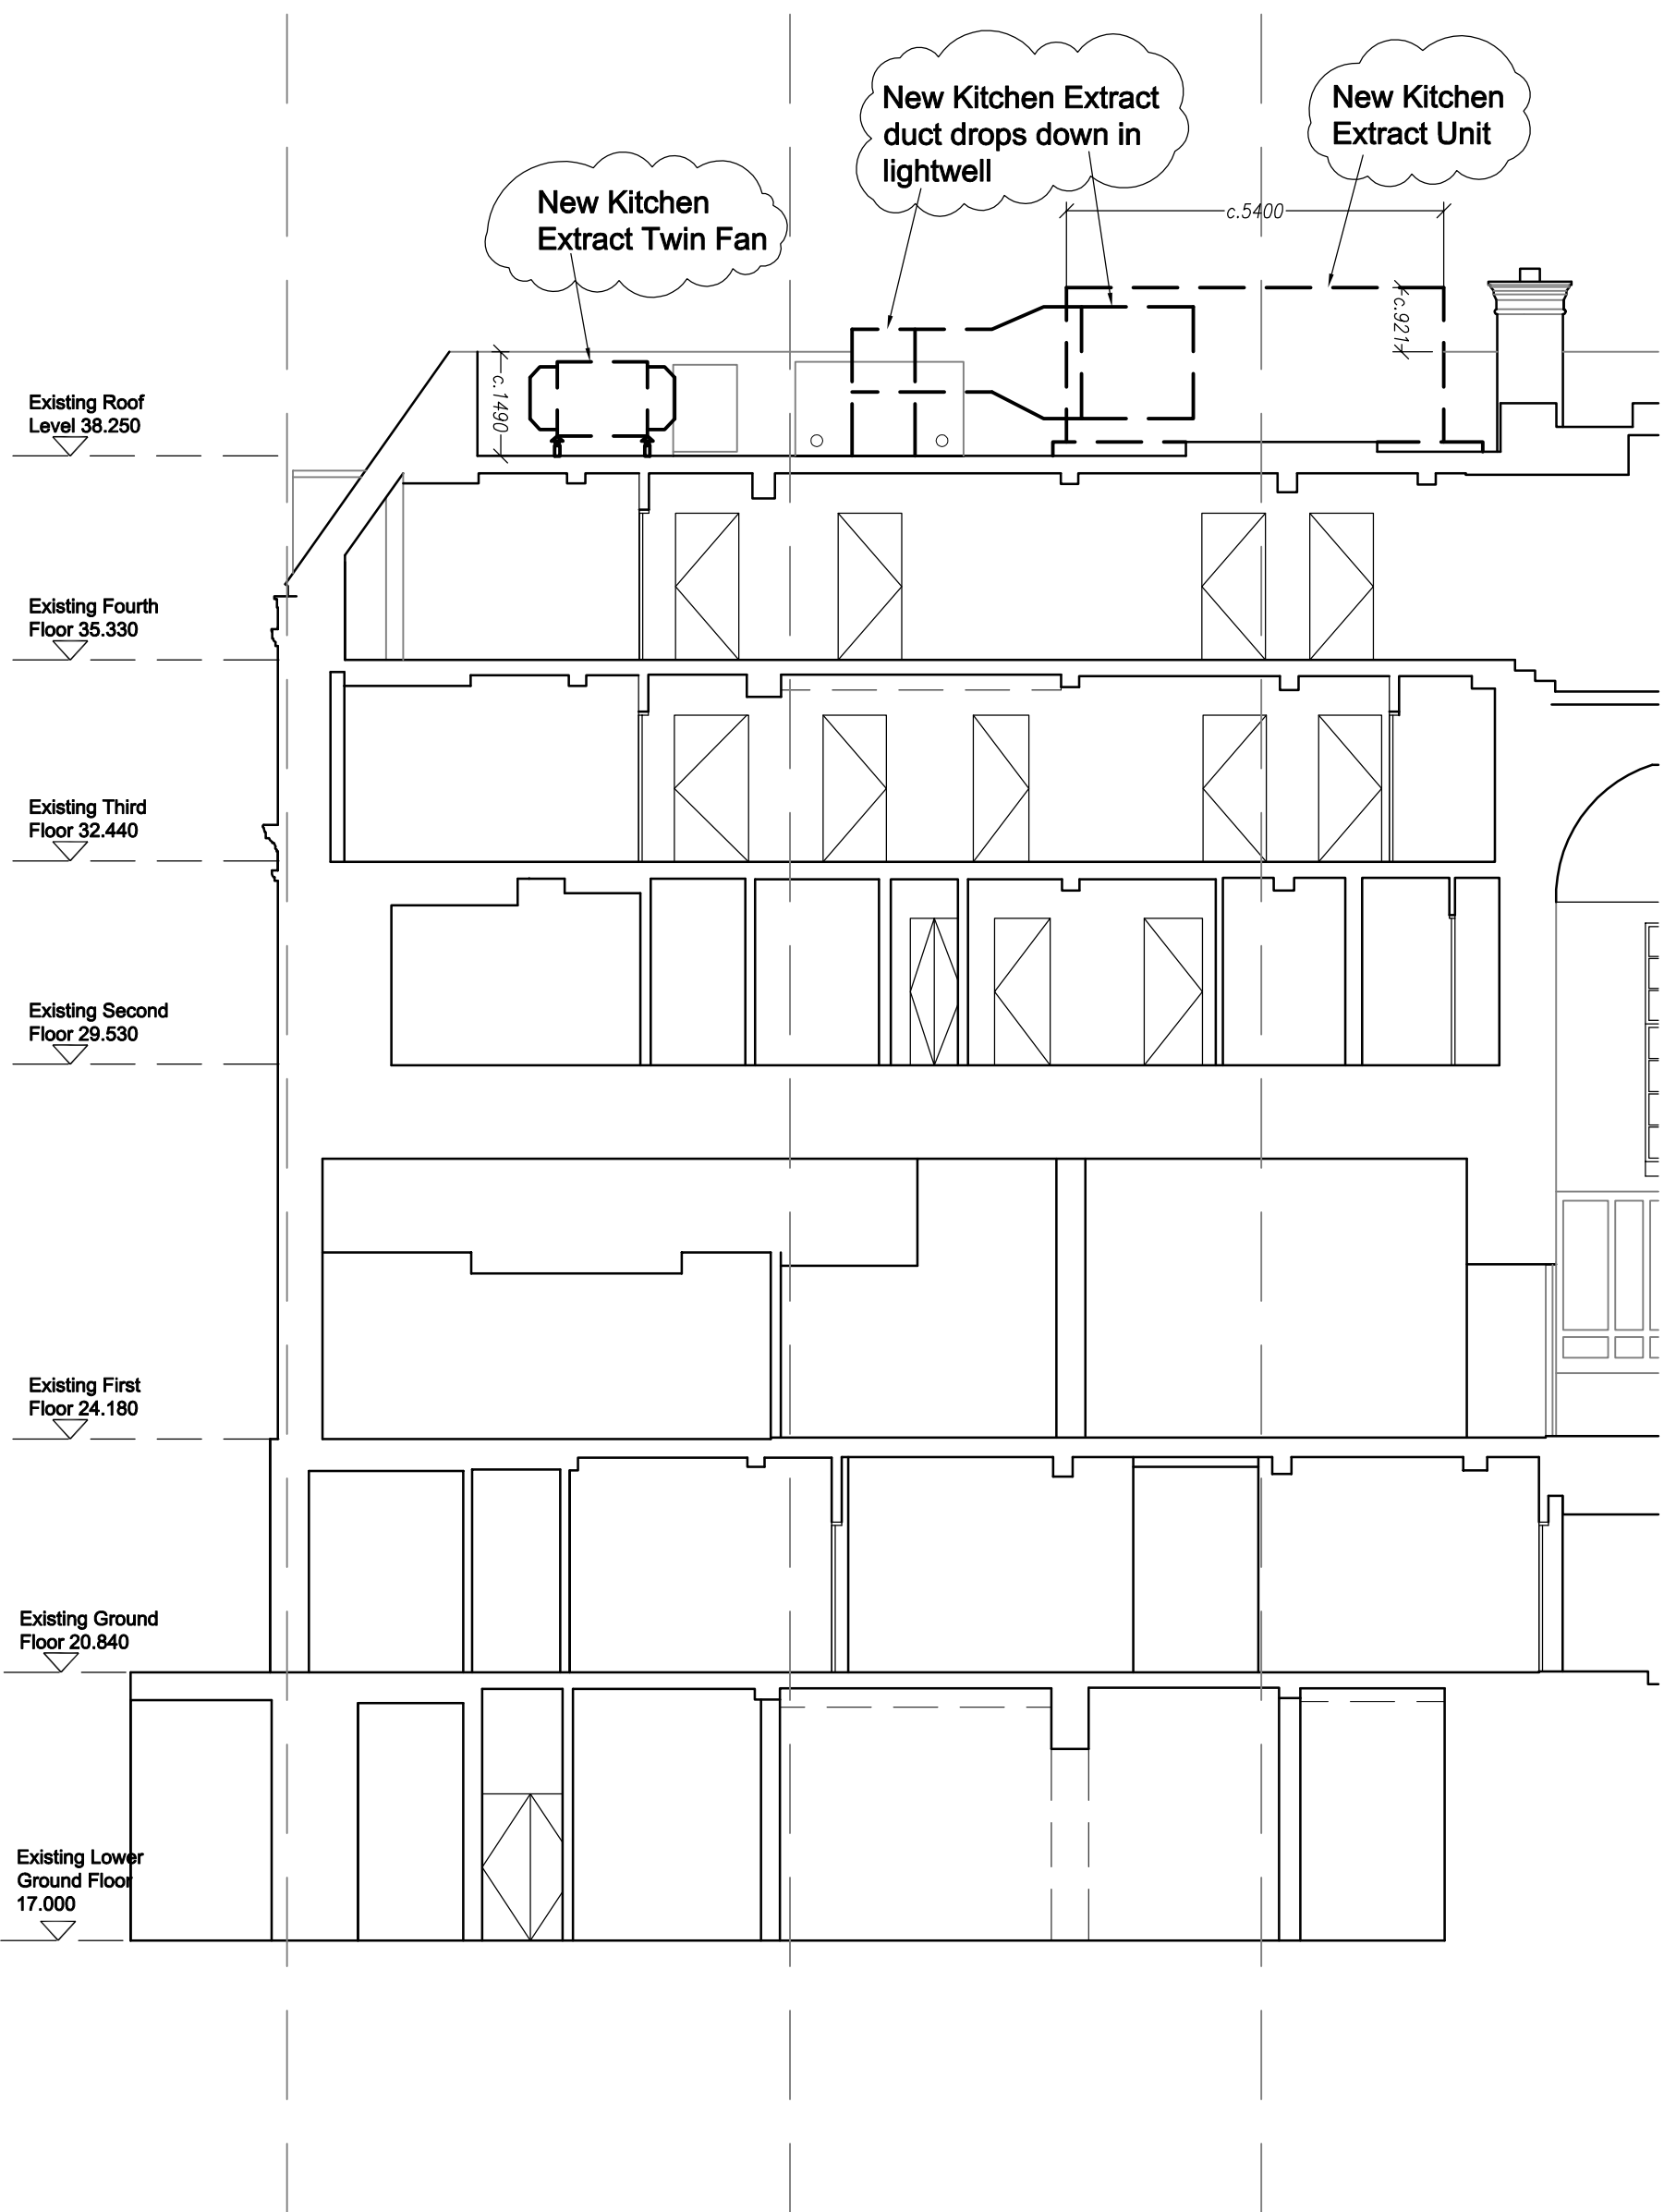 New Kitchen Extract
duct drops down in
lightwell
New Kitchen
Extract Unit
New Kitchen
Extract Twin Fan
c.5400
c.921
c.1490
Existing Roof
Level 38.250
Existing Fourth
Floor 35.330
Existing Third
Floor 32.440
Existing Second
Floor 29.530
Existing First
Floor 24.180
Existing Ground
Floor 20.840
Existing Lower
Ground Floor
17.000